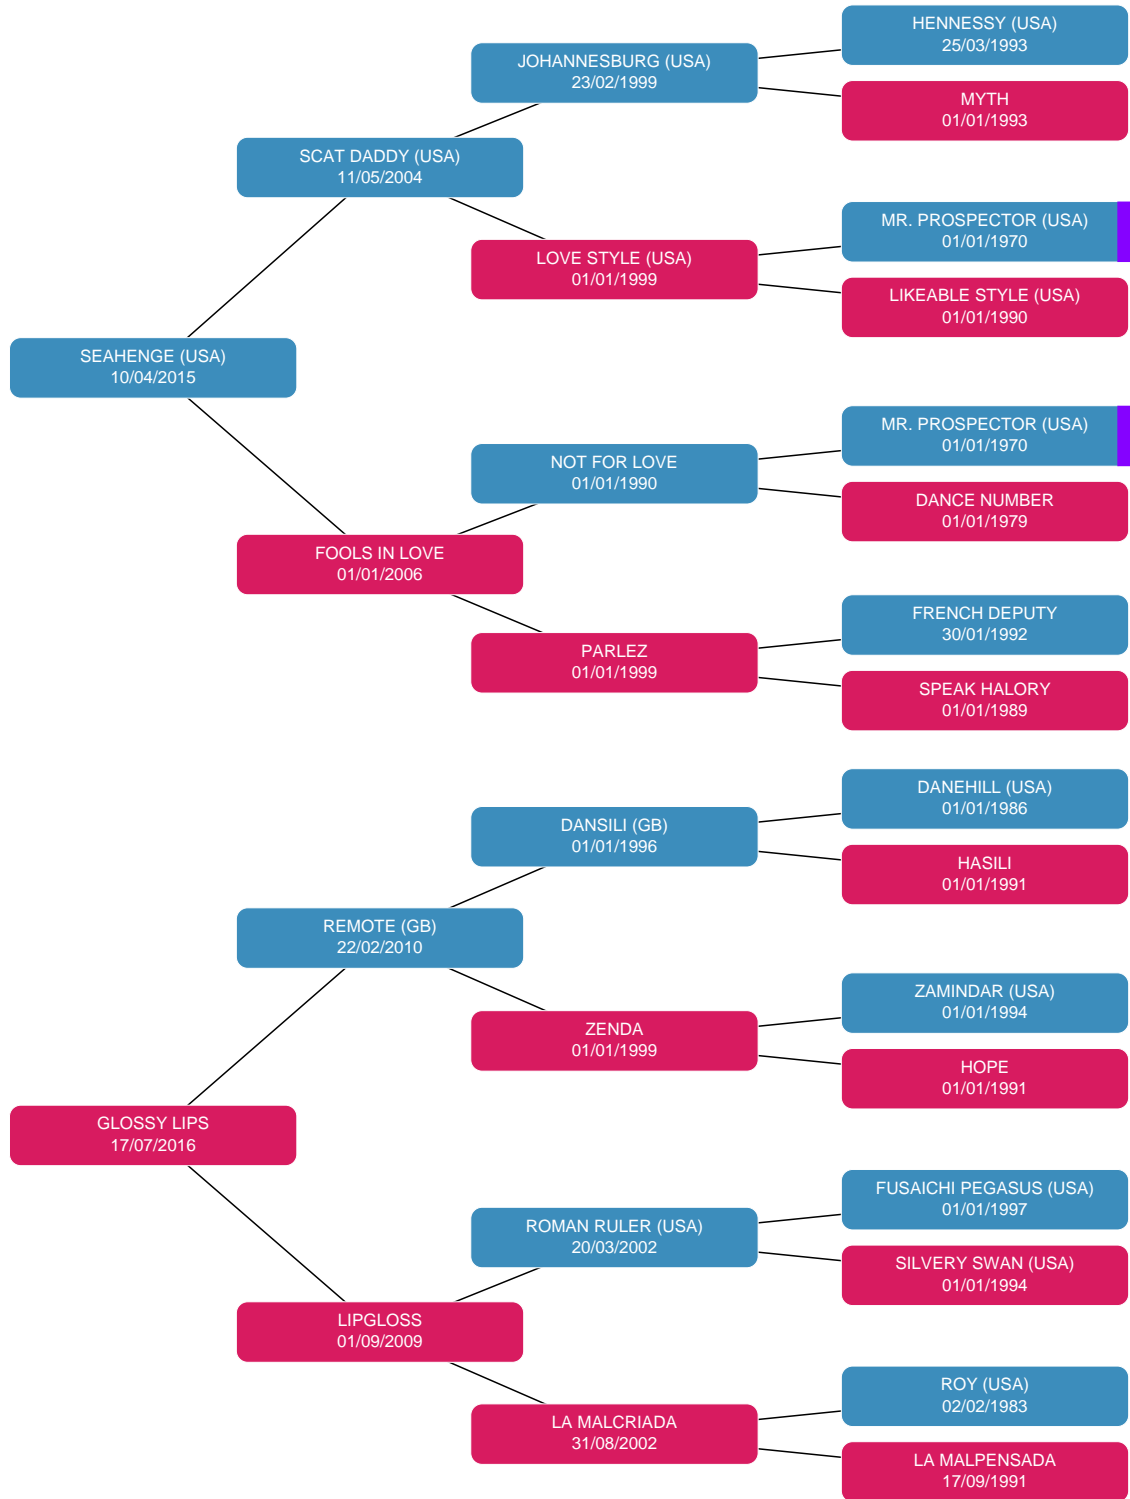 HENNESSY (USA)
25/03/1993
JOHANNESBURG (USA)
23/02/1999
MYTH
01/01/1993
SCAT DADDY (USA)
11/05/2004
MR. PROSPECTOR (USA)
01/01/1970
LOVE STYLE (USA)
01/01/1999
LIKEABLE STYLE (USA)
01/01/1990
SEAHENGE (USA)
10/04/2015
MR. PROSPECTOR (USA)
01/01/1970
NOT FOR LOVE
01/01/1990
DANCE NUMBER
01/01/1979
FOOLS IN LOVE
01/01/2006
FRENCH DEPUTY
30/01/1992
PARLEZ
01/01/1999
SPEAK HALORY
01/01/1989
DANEHILL (USA)
01/01/1986
DANSILI (GB)
01/01/1996
HASILI
01/01/1991
REMOTE (GB)
22/02/2010
ZAMINDAR (USA)
01/01/1994
ZENDA
01/01/1999
HOPE
01/01/1991
GLOSSY LIPS
17/07/2016
FUSAICHI PEGASUS (USA)
01/01/1997
ROMAN RULER (USA)
20/03/2002
SILVERY SWAN (USA)
01/01/1994
LIPGLOSS
01/09/2009
ROY (USA)
02/02/1983
LA MALCRIADA
31/08/2002
LA MALPENSADA
17/09/1991